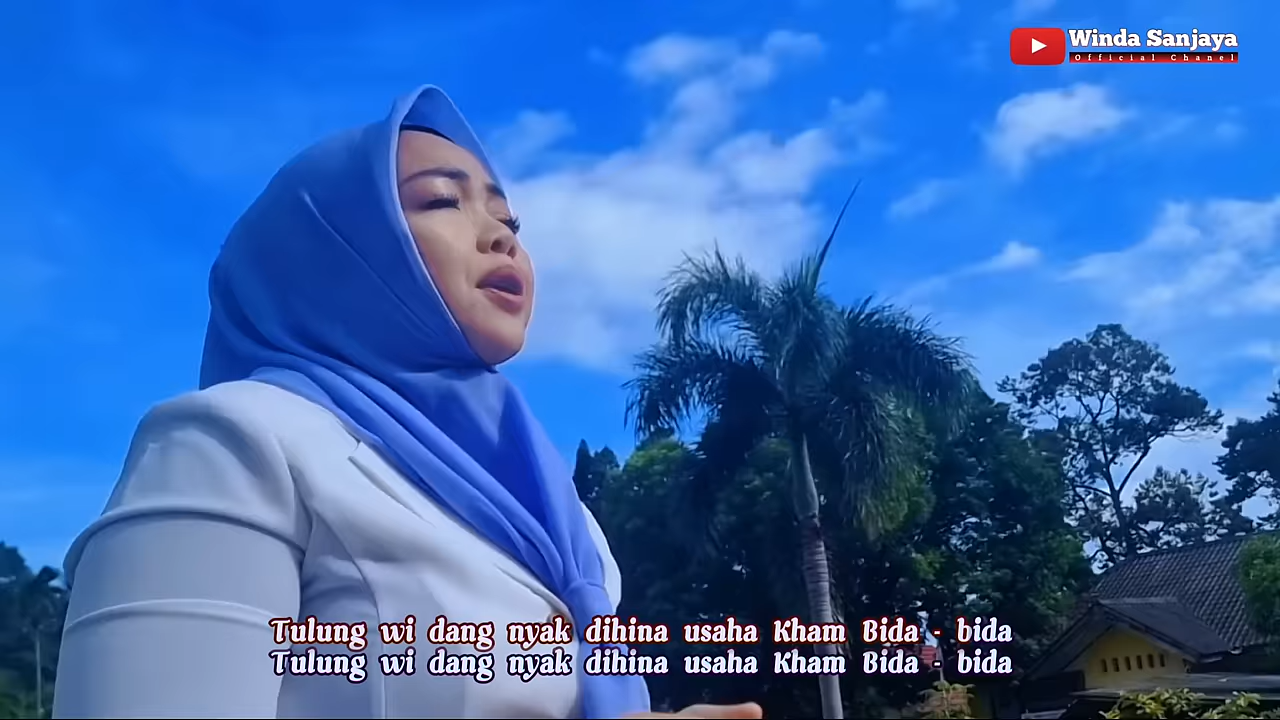 Winda Sanjaya
Official Chanel
Tulung wi dang nyak dihina usaha Kham Bida - bida
Tulung wi dang nyak dihina usaha Kham Bida - bida